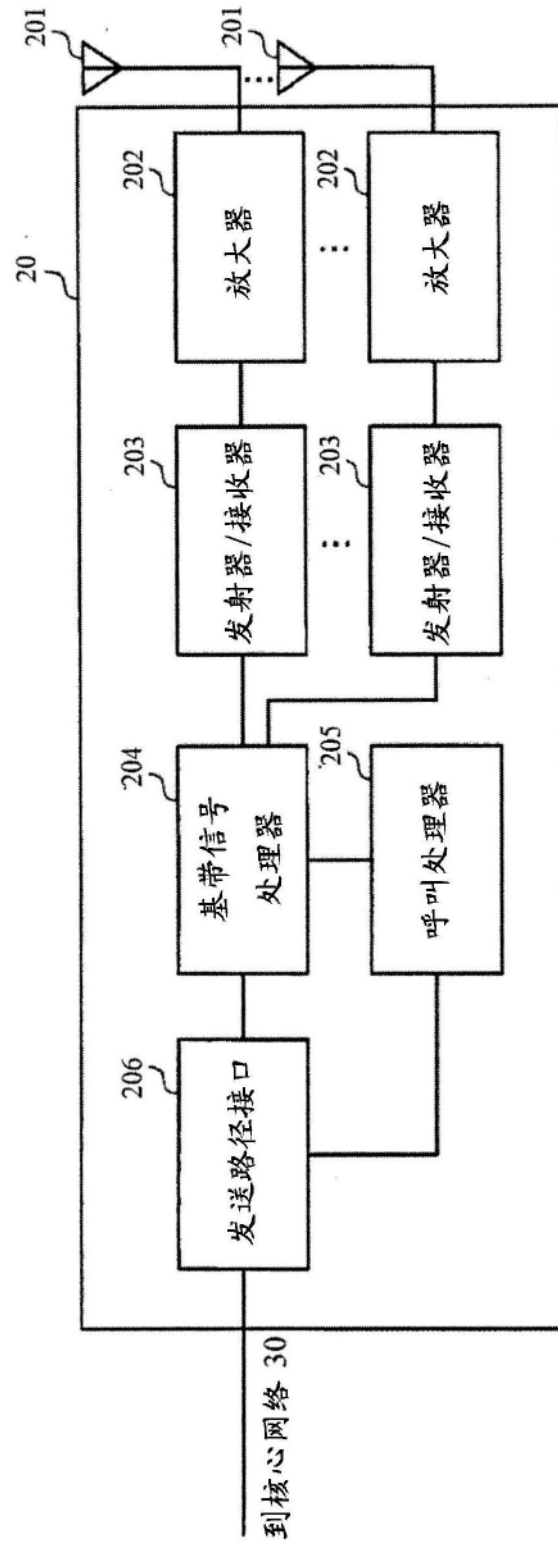 20
201
201
202
放大器
202
放大器
203
发射器/接收器
203
发射器/接收器
204
基带信号
处理器
205
呼叫处理器
206
发送路径接口
到核心网络 30